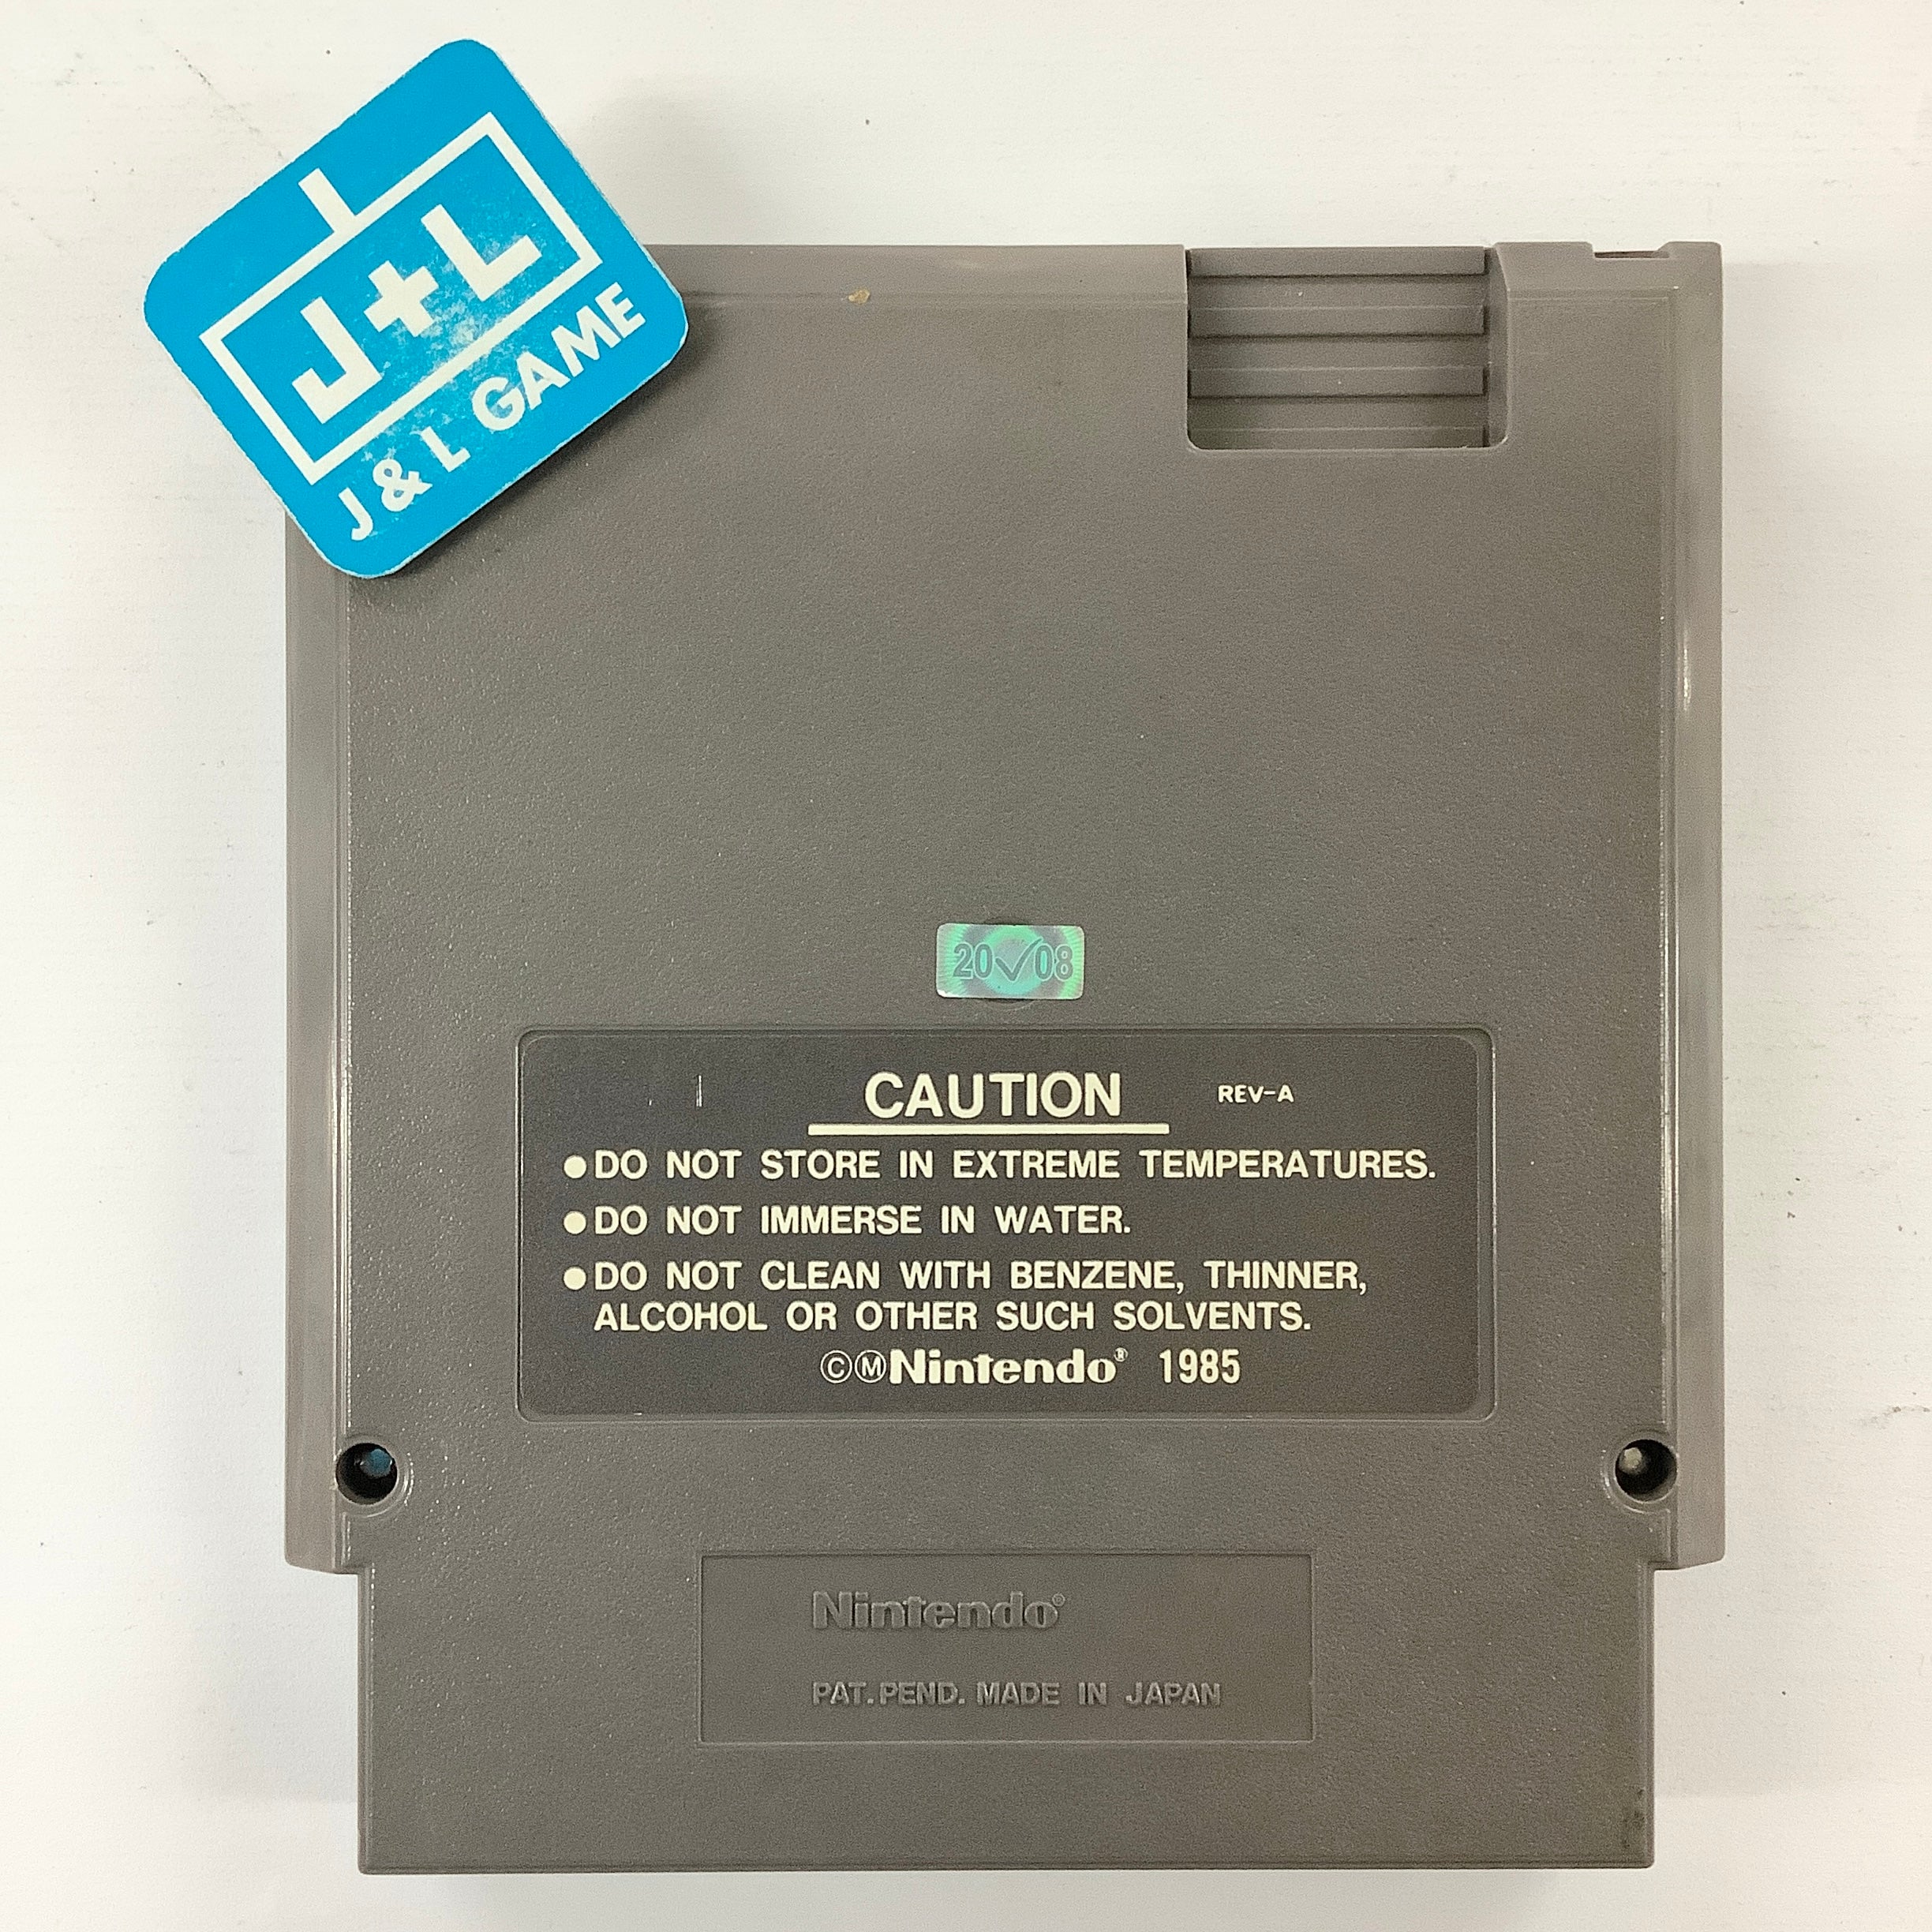 J+L
J & L GAME
20✓08
CAUTION REV-A
●DO NOT STORE IN EXTREME TEMPERATURES.
●DO NOT IMMERSE IN WATER.
●DO NOT CLEAN WITH BENZENE, THINNER,
ALCOHOL OR OTHER SUCH SOLVENTS.
©ⓂNintendo® 1985
Nintendo®
PAT. PEND. MADE IN JAPAN